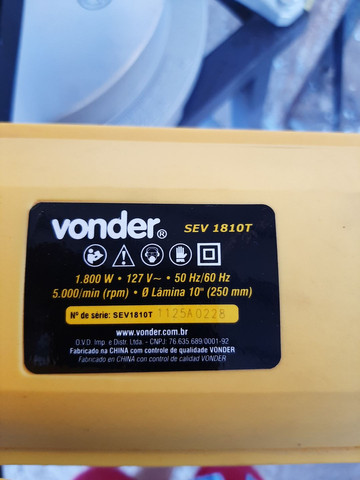 vonder® SEV 1810T
1.800 W • 127 V~ • 50 Hz/60 Hz
5.000/min (rpm) • Ø Lâmina 10" (250 mm)
Nº de série: SEV1810T 1125A0228
www.vonder.com.br
O.V.D. Imp. e Distr. Ltda. - CNPJ: 76.635.689/0001-92
Fabricado na CHINA com controle de qualidade VONDER
Fabricado en CHINA con control de calidad VONDER